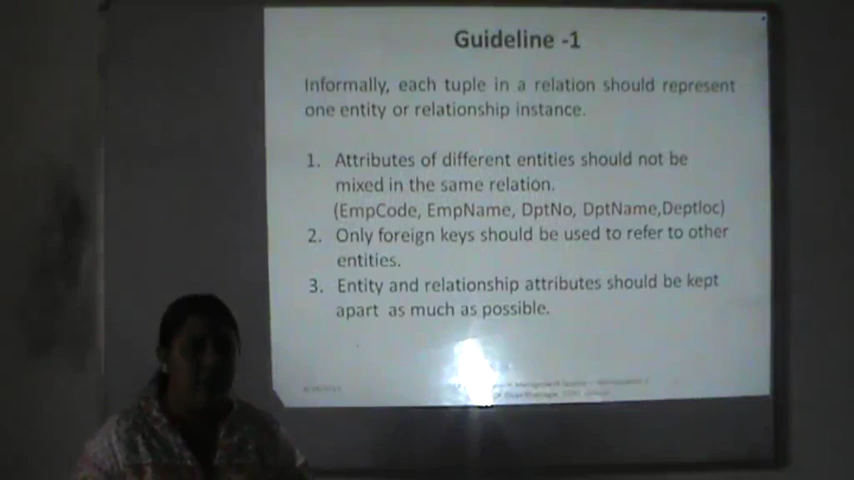 Guideline -1
Informally, each tuple in a relation should represent
one entity or relationship instance.
1. Attributes of different entities should not be
mixed in the same relation.
(EmpCode, EmpName, DptNo, DptName,Deptloc)
2. Only foreign keys should be used to refer to other
entities.
3. Entity and relationship attributes should be kept
apart as much as possible.
Management